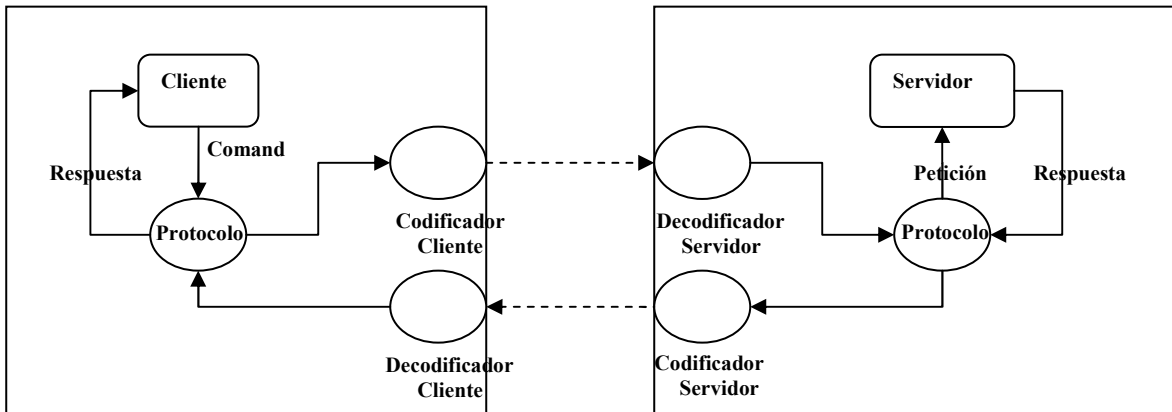 Cliente
Comand
Respuesta
Protocolo
Codificador
Cliente
Decodificador
Cliente
Servidor
Petición
Respuesta
Decodificador
Servidor
Protocolo
Codificador
Servidor